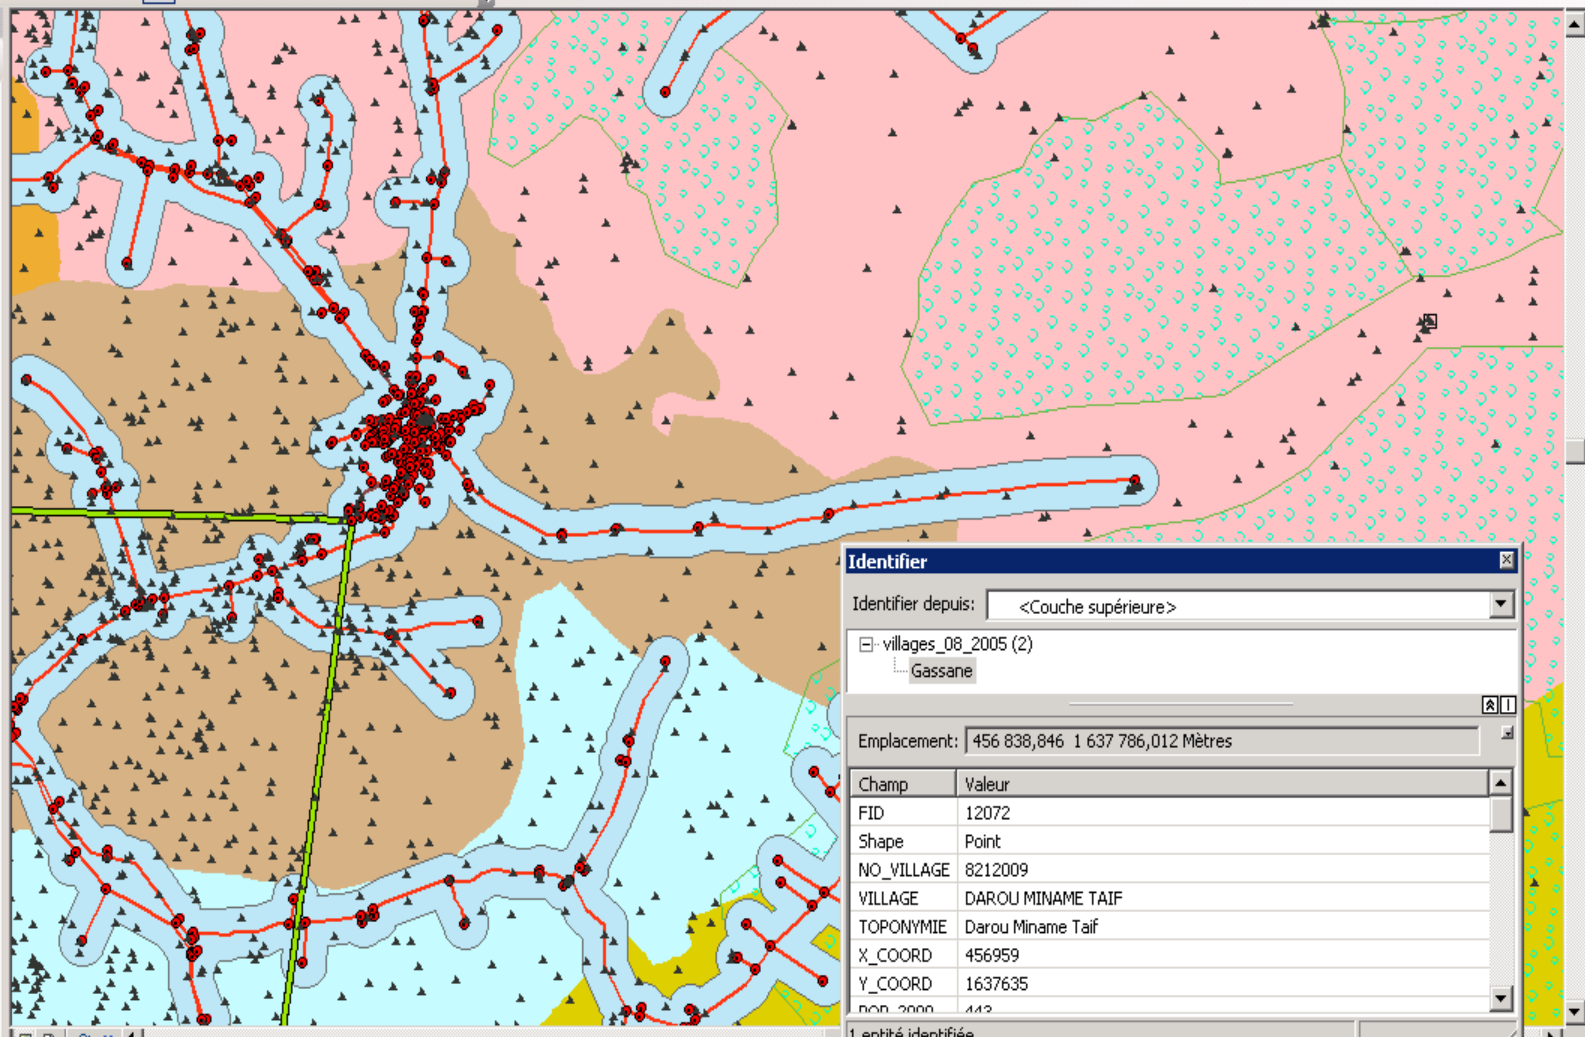 Identifier
Identifier depuis: <Couche supérieure>
villages_08_2005 (2)
Gassane
Emplacement: 456 838,846 1 637 786,012 Mètres
Champ Valeur
FID 12072
Shape Point
NO_VILLAGE 8212009
VILLAGE DAROU MINAME TAIF
TOPONYMIE Darou Miname Taif
X_COORD 456959
Y_COORD 1637635
POP_2000 443
1 entité identifiée